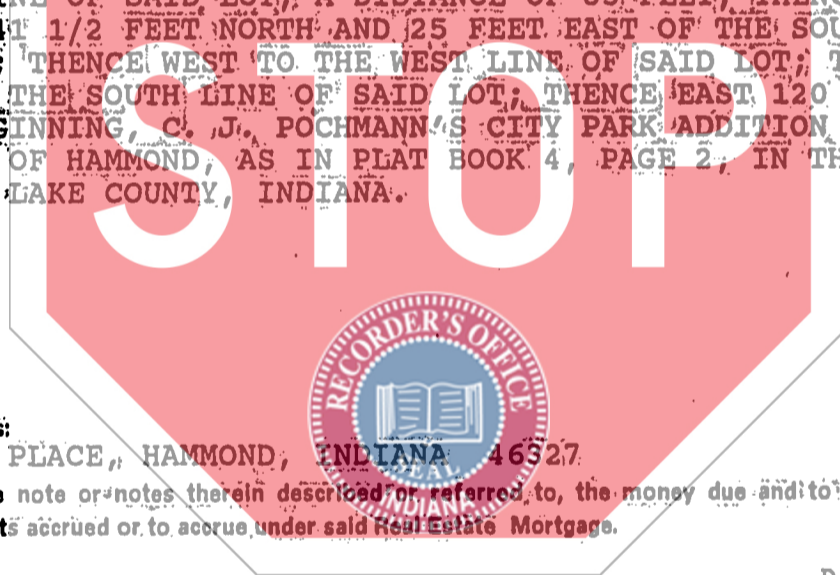 1 1/2 FEET NORTH AND 25 FEET EAST OF THE SOU
THENCE WEST TO THE WEST LINE OF SAID LOT; T
THE SOUTH LINE OF SAID LOT; THENCE EAST 120
INNING, C. J. POCHMANN'S CITY PARK ADDITION
OF HAMMOND, AS IN PLAT BOOK 4, PAGE 2, IN TH
LAKE COUNTY, INDIANA.
STOP
RECORDER'S OFFICE
SEAL
INDIANA
s:
PLACE, HAMMOND, INDIANA 46327
e note or notes therein described or referred to, the money due and to
ts accrued or to accrue under said Real Estate Mortgage.